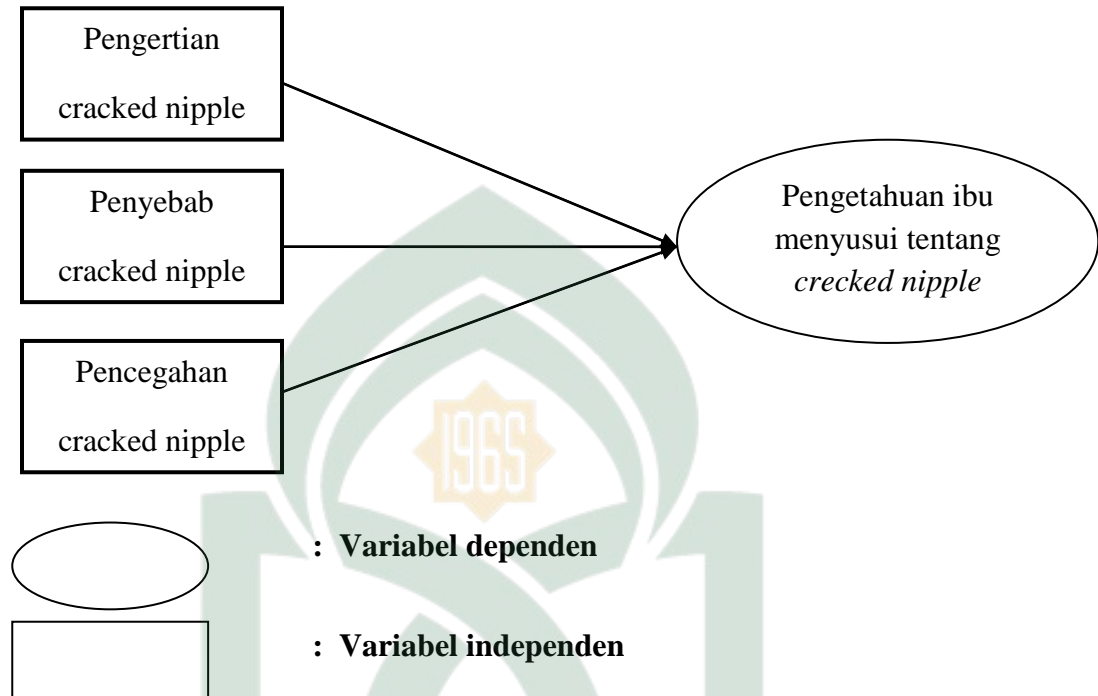 Pengertian
cracked nipple
Penyebab
cracked nipple
Pencegahan
cracked nipple
Pengetahuan ibu
menyusui tentang
crecked nipple
1965
: Variabel dependen
: Variabel independen